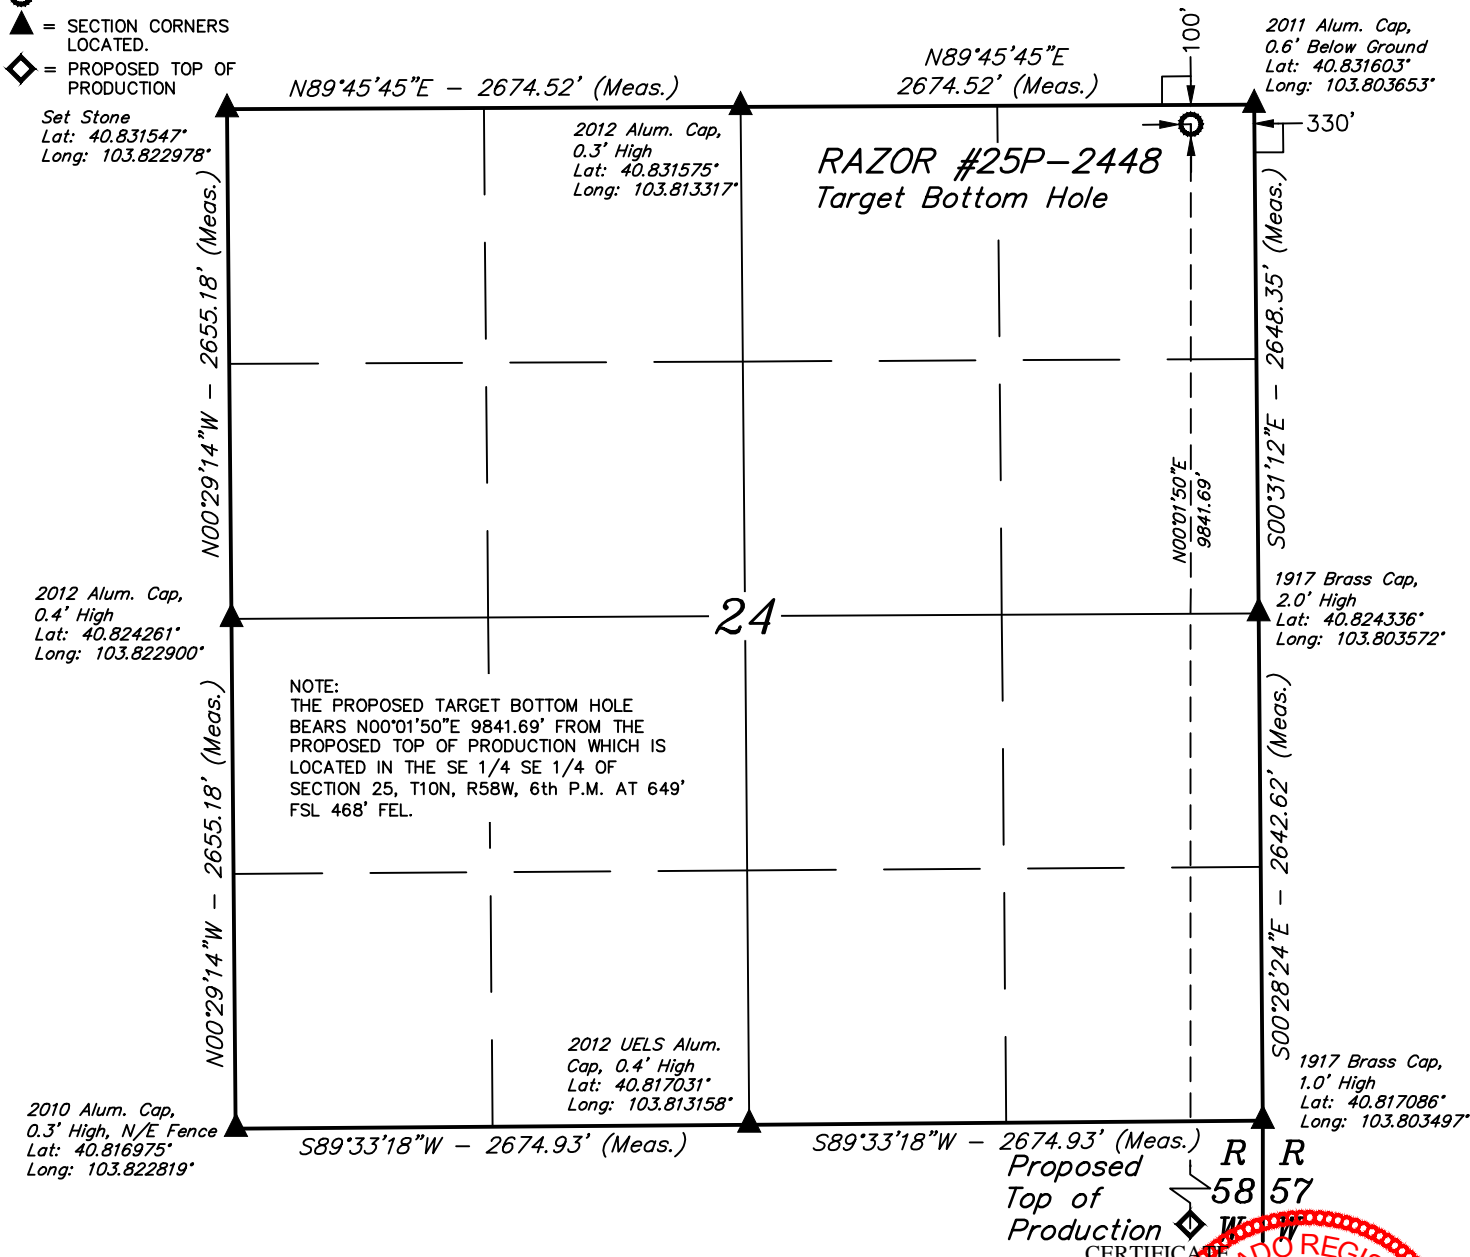 = SECTION CORNERS
LOCATED.
= PROPOSED TOP OF
PRODUCTION
Set Stone
Lat: 40.831547°
Long: 103.822978°
N89°45'45"E - 2674.52' (Meas.)
N89°45'45"E
2674.52' (Meas.)
100'
2011 Alum. Cap,
0.6' Below Ground
Lat: 40.831603°
Long: 103.803653°
330'
2012 Alum. Cap,
0.3' High
Lat: 40.831575°
Long: 103.813317°
RAZOR #25P-2448
Target Bottom Hole
N00°29'14"W - 2655.18' (Meas.)
S00°31'12"E - 2648.35' (Meas.)
N00°01'50"E
9841.69'
2012 Alum. Cap,
0.4' High
Lat: 40.824261°
Long: 103.822900°
24
1917 Brass Cap,
2.0' High
Lat: 40.824336°
Long: 103.803572°
NOTE:
THE PROPOSED TARGET BOTTOM HOLE
BEARS N00°01'50"E 9841.69' FROM THE
PROPOSED TOP OF PRODUCTION WHICH IS
LOCATED IN THE SE 1/4 SE 1/4 OF
SECTION 25, T10N, R58W, 6th P.M. AT 649'
FSL 468' FEL.
N00°29'14"W - 2655.18' (Meas.)
S00°28'24"E - 2642.62' (Meas.)
2012 UELS Alum.
Cap, 0.4' High
Lat: 40.817031°
Long: 103.813158°
2010 Alum. Cap,
0.3' High, N/E Fence
Lat: 40.816975°
Long: 103.822819°
1917 Brass Cap,
1.0' High
Lat: 40.817086°
Long: 103.803497°
S89°33'18"W - 2674.93' (Meas.)
S89°33'18"W - 2674.93' (Meas.)
Proposed
Top of
Production
R R
58 57
W W
CERTIFICATE